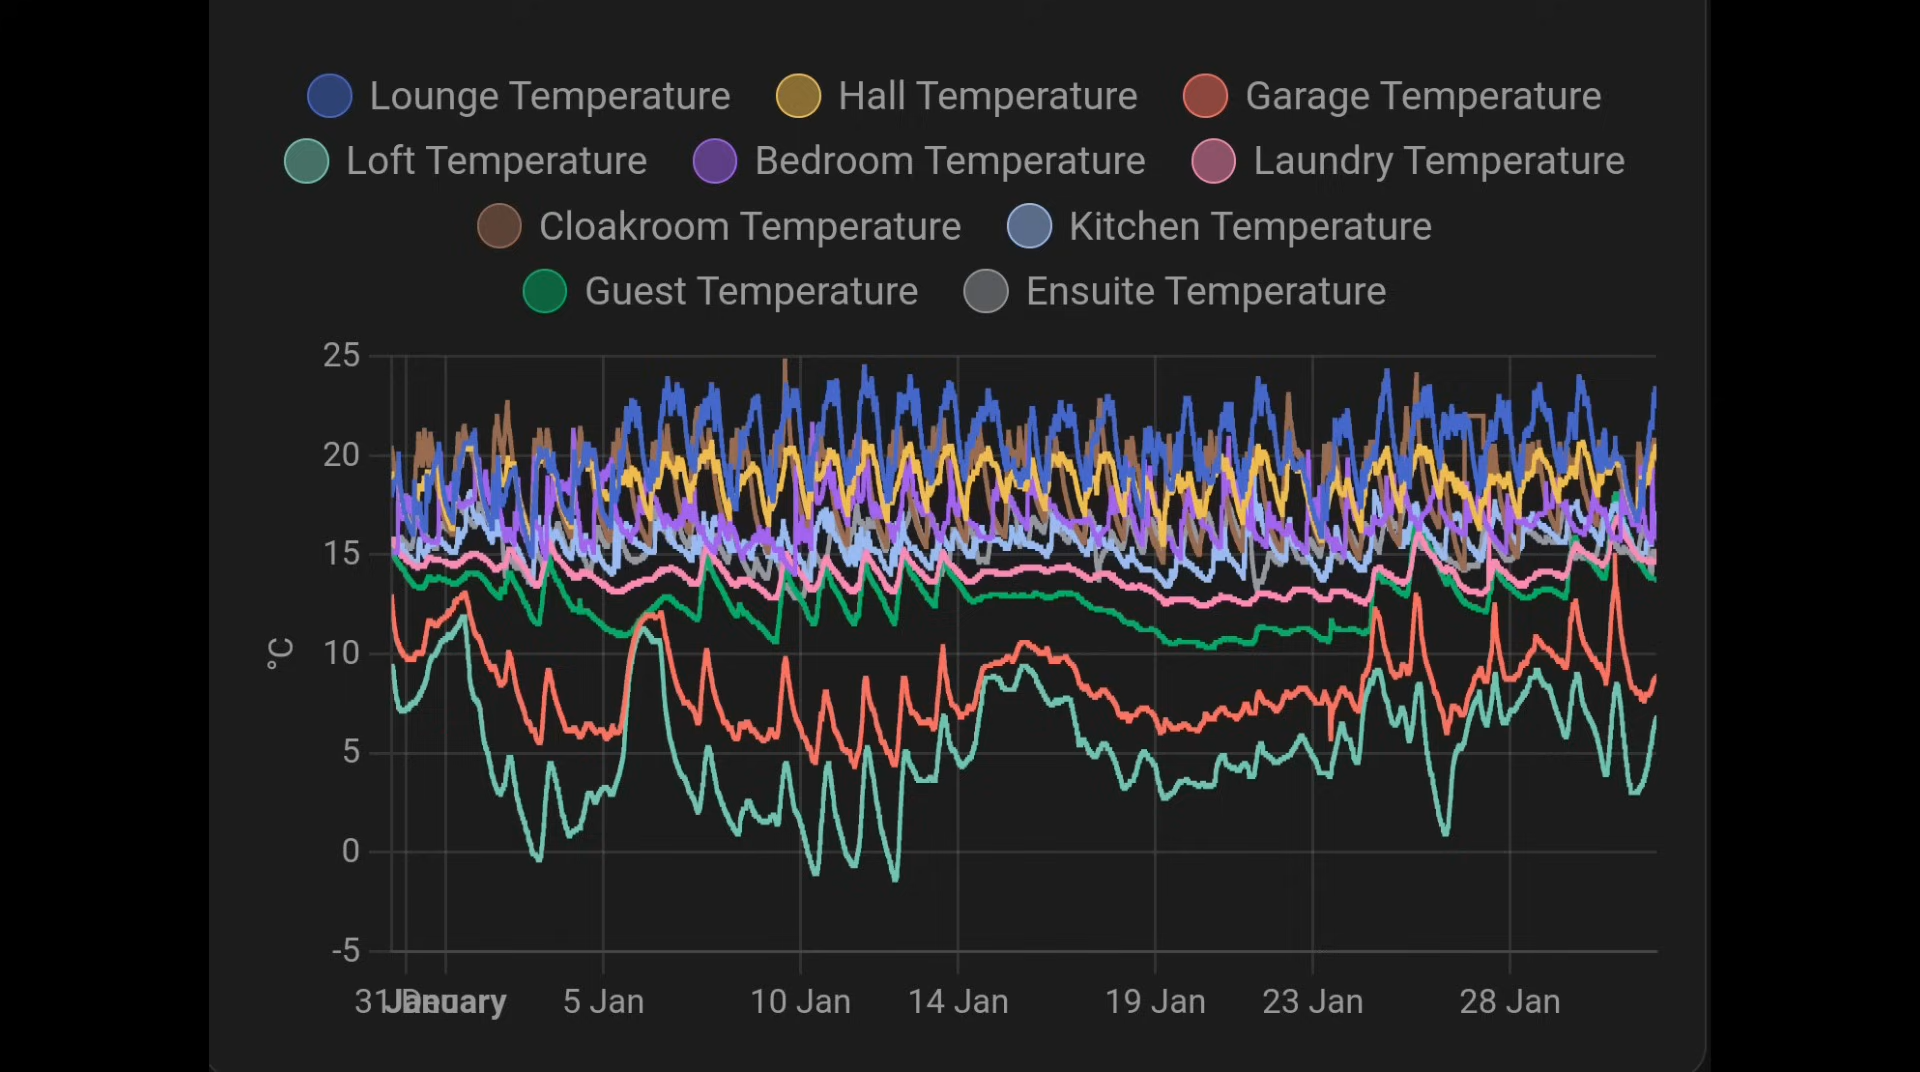 Lounge Temperature Hall Temperature Garage Temperature
Loft Temperature Bedroom Temperature Laundry Temperature
Cloakroom Temperature Kitchen Temperature
Guest Temperature Ensuite Temperature
25
20
15
°C
10
5
0
-5
31 January 5 Jan 10 Jan 14 Jan 19 Jan 23 Jan 28 Jan